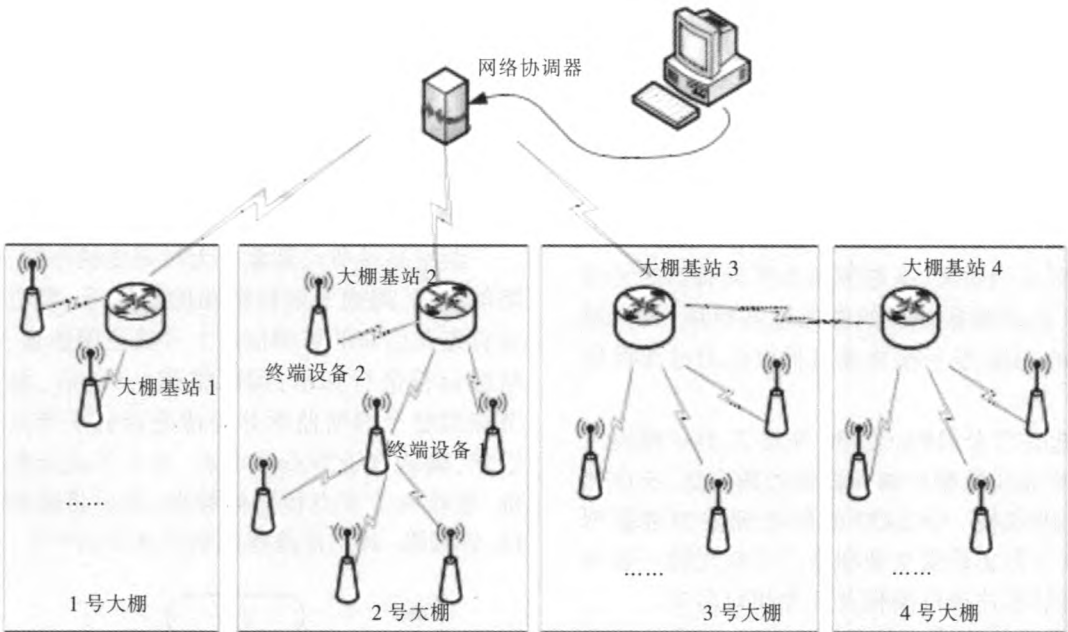 网络协调器
大棚基站 1
......
1 号大棚
大棚基站 2
终端设备 2
终端设备 1
2 号大棚
大棚基站 3
......
3 号大棚
大棚基站 4
......
4 号大棚